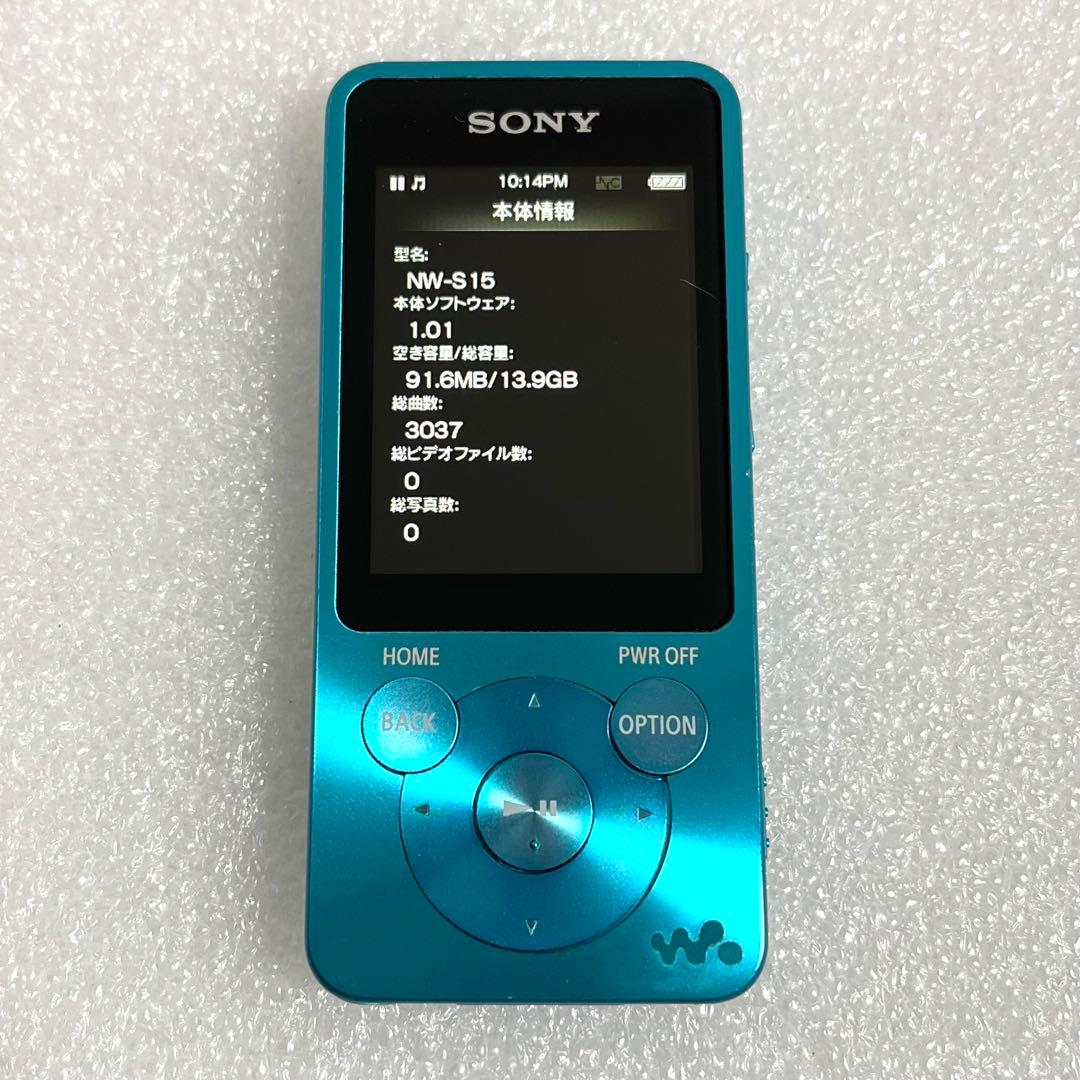 SONY
10:14PM
本体情報
型名:
NW-S15
本体ソフトウェア:
1.01
空き容量/総容量:
91.6MB/13.9GB
総曲数:
3037
総ビデオファイル数:
0
総写真数:
0
HOME
PWR OFF
BACK
OPTION